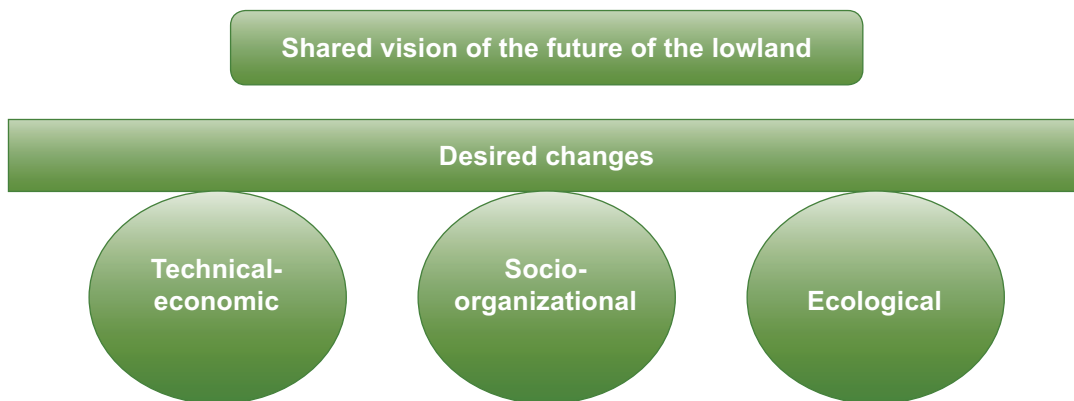 Shared vision of the future of the lowland
Desired changes
Technical-
economic
Socio-
organizational
Ecological